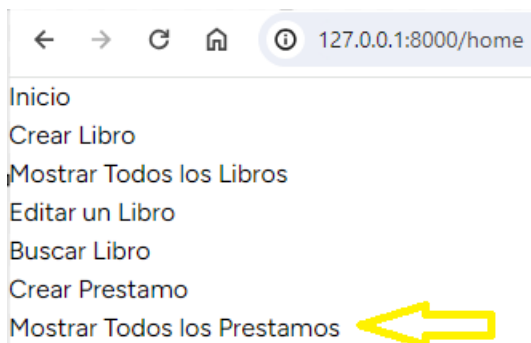 127.0.0.1:8000/home
Inicio
Crear Libro
Mostrar Todos los Libros
Editar un Libro
Buscar Libro
Crear Prestamo
Mostrar Todos los Prestamos